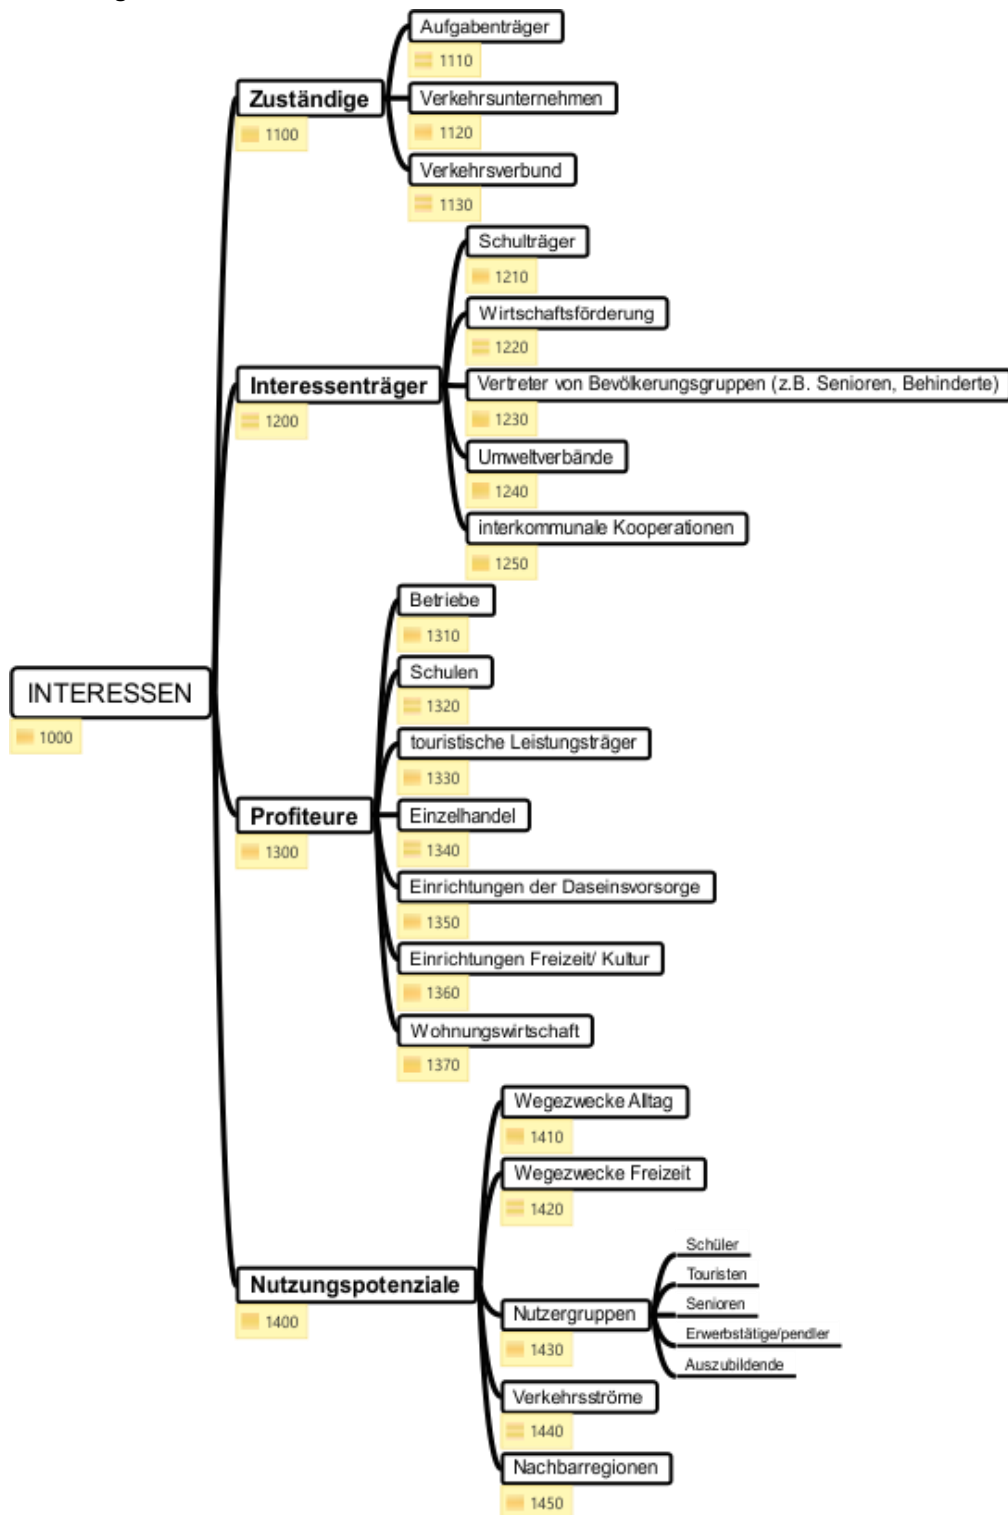 Aufgabenträger
1110
Zuständige
1100
Verkehrsunternehmen
1120
Verkehrsverbund
1130
Schulträger
1210
Wirtschaftsförderung
1220
Interessenträger
1200
Vertreter von Bevölkerungsgruppen (z.B. Senioren, Behinderte)
1230
Umweltverbände
1240
interkommunale Kooperationen
1250
INTERESSEN
1000
Betriebe
1310
Schulen
1320
touristische Leistungsträger
1330
Profiteure
1300
Einzelhandel
1340
Einrichtungen der Daseinsvorsorge
1350
Einrichtungen Freizeit/ Kultur
1360
Wohnungswirtschaft
1370
Wegezwecke Alltag
1410
Wegezwecke Freizeit
1420
Nutzungspotenziale
1400
Nutzergruppen
1430
Schüler
Touristen
Senioren
Erwerbstätige/pendler
Auszubildende
Verkehrsströme
1440
Nachbarregionen
1450